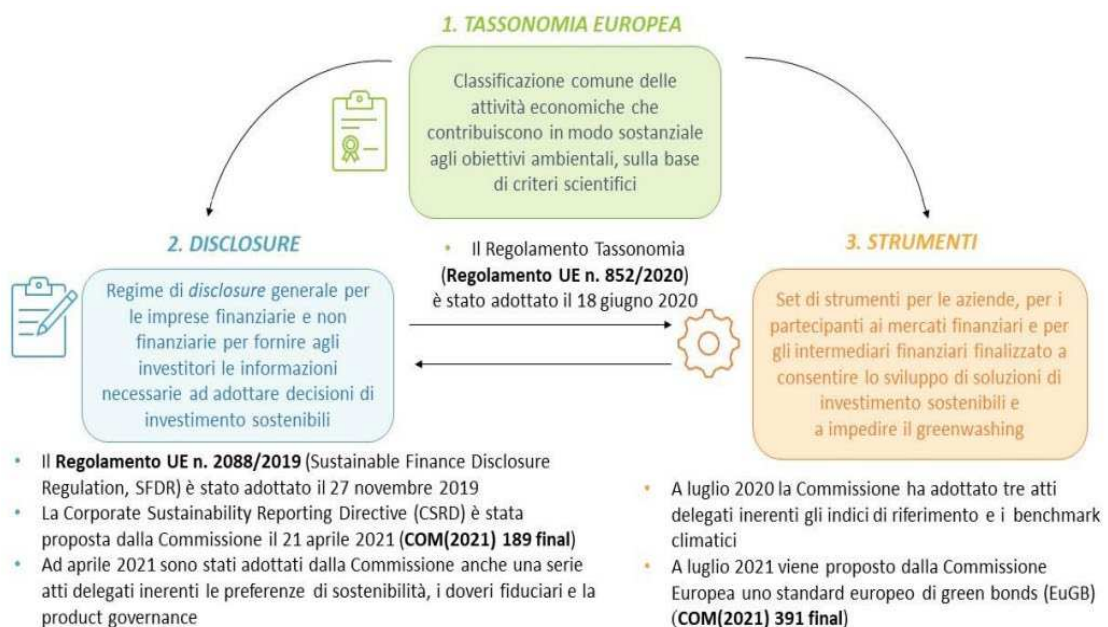 1. TASSONOMIA EUROPEA
Classificazione comune delle
attività economiche che
contribuiscono in modo sostanziale
agli obiettivi ambientali, sulla base
di criteri scientifici
• Il Regolamento Tassonomia
(Regolamento UE n. 852/2020)
è stato adottato il 18 giugno 2020
2. DISCLOSURE
Regime di disclosure generale per
le imprese finanziarie e non
finanziarie per fornire agli
investitori le informazioni
necessarie ad adottare decisioni di
investimento sostenibili
• Il Regolamento UE n. 2088/2019 (Sustainable Finance Disclosure
Regulation, SFDR) è stato adottato il 27 novembre 2019
• La Corporate Sustainability Reporting Directive (CSRD) è stata
proposta dalla Commissione il 21 aprile 2021 (COM(2021) 189 final)
• Ad aprile 2021 sono stati adottati dalla Commissione anche una serie
atti delegati inerenti le preferenze di sostenibilità, i doveri fiduciari e la
product governance
3. STRUMENTI
Set di strumenti per le aziende, per i
partecipanti ai mercati finanziari e per
gli intermediari finanziari finalizzato a
consentire lo sviluppo di soluzioni di
investimento sostenibili e
a impedire il greenwashing
• A luglio 2020 la Commissione ha adottato tre atti
delegati inerenti gli indici di riferimento e i benchmark
climatici
• A luglio 2021 viene proposto dalla Commissione
Europea uno standard europeo di green bonds (EuGB)
(COM(2021) 391 final)